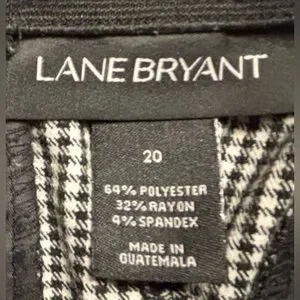 LANE BRYANT
20
64% POLYESTER
32% RAYON
4% SPANDEX
MADE IN
GUATEMALA